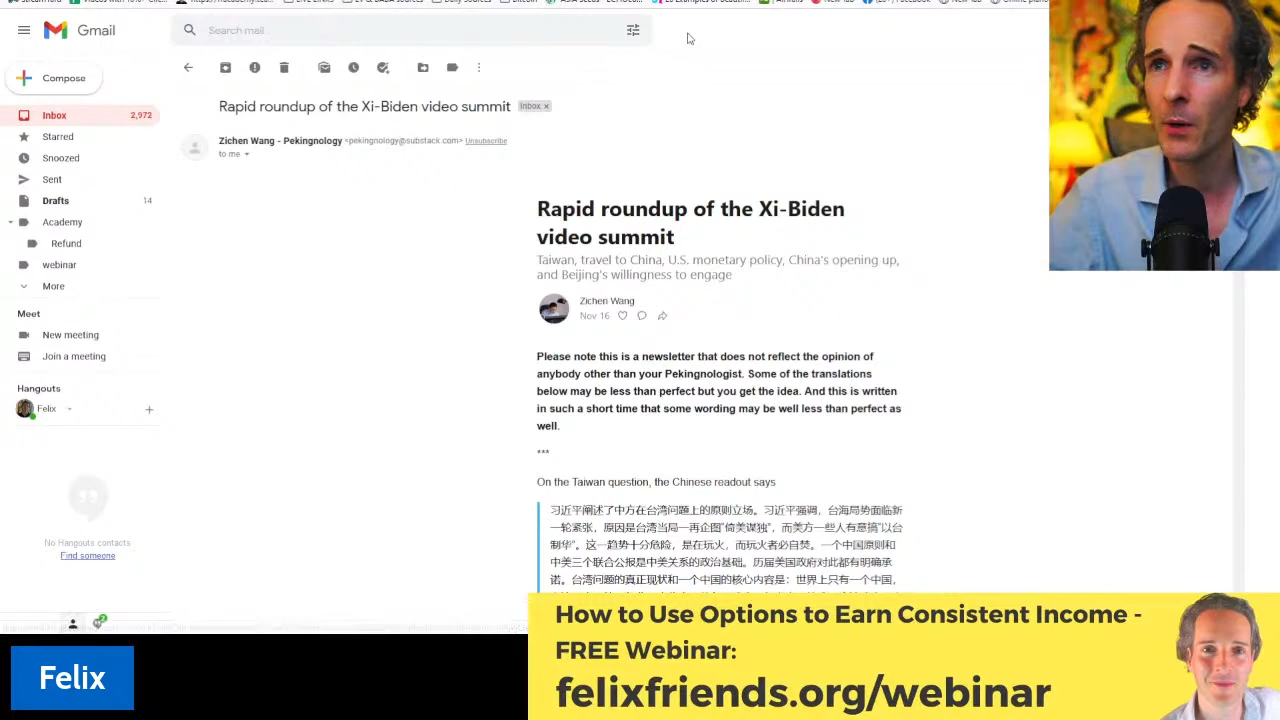 Gmail
Search mail
Compose
Rapid roundup of the Xi-Biden video summit Inbox ×
Inbox 2,972
Starred
Zichen Wang - Pekingnology <pekingnology@substack.com> Unsubscribe
to me
Snoozed
Sent
Drafts 14
Academy
Refund
webinar
More
Meet
New meeting
Join a meeting
Hangouts
Felix
No Hangouts contacts
Find someone
2
Rapid roundup of the Xi-Biden
video summit
Taiwan, travel to China, U.S. monetary policy, China's opening up,
and Beijing's willingness to engage
Zichen Wang
Nov 16
Please note this is a newsletter that does not reflect the opinion of
anybody other than your Pekingnologist. Some of the translations
below may be less than perfect but you get the idea. And this is written
in such a short time that some wording may be well less than perfect as
well.
***
On the Taiwan question, the Chinese readout says
习近平阐述了中方在台湾问题上的原则立场。习近平强调，台海局势面临新
一轮紧张，原因是台湾当局一再企图“倚美谋独”，而美方一些人有意搞“以台
制华”。这一趋势十分危险，是在玩火，而玩火者必自焚。一个中国原则和
中美三个联合公报是中美关系的政治基础。历届美国政府对此都有明确承
诺。台湾问题的真正现状和一个中国的核心内容是：世界上只有一个中国，
Felix
How to Use Options to Earn Consistent Income -
FREE Webinar:
felixfriends.org/webinar